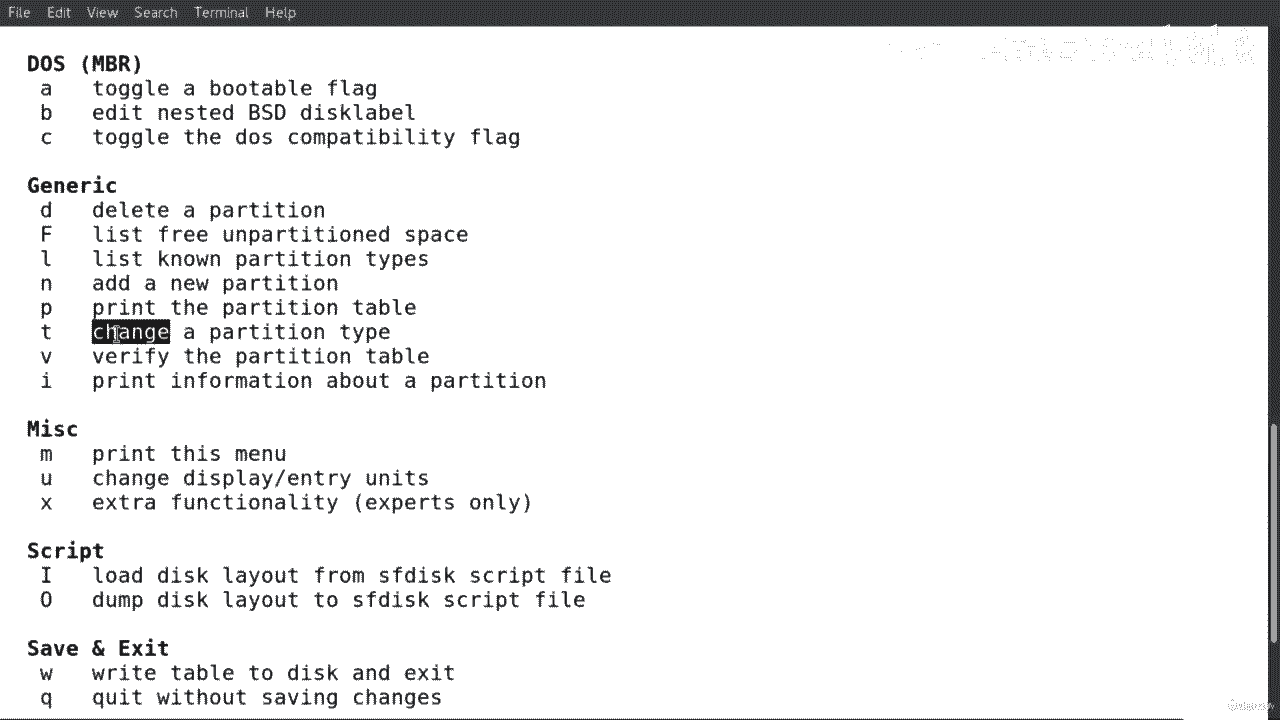 File Edit View Search Terminal Help
DOS (MBR)
a toggle a bootable flag
b edit nested BSD disklabel
c toggle the dos compatibility flag
Generic
d delete a partition
F list free unpartitioned space
l list known partition types
n add a new partition
p print the partition table
t change a partition type
v verify the partition table
i print information about a partition
Misc
m print this menu
u change display/entry units
x extra functionality (experts only)
Script
I load disk layout from sfdisk script file
O dump disk layout to sfdisk script file
Save & Exit
w write table to disk and exit
q quit without saving changes